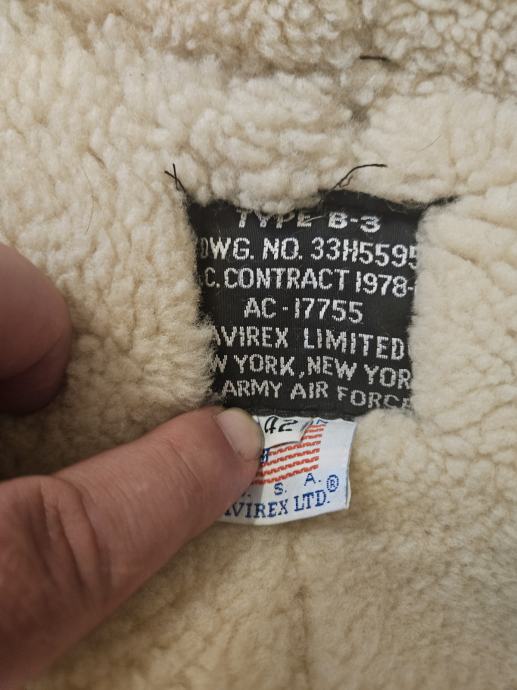 TYPE B-3
DWG. NO. 33H5595
.C. CONTRACT 1978-
AC-17755
AVIREX LIMITED
W YORK, NEW YOR
ARMY AIR FORCE
42
U. S. A.®
AVIREX LTD.